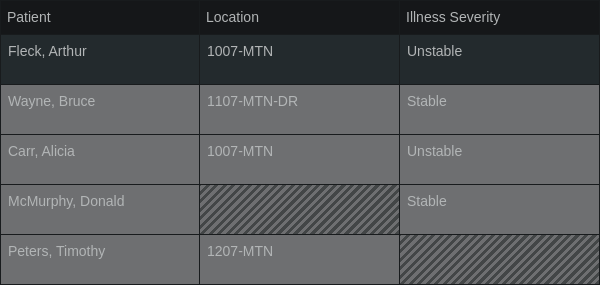 Patient Location Illness Severity
Fleck, Arthur 1007-MTN Unstable
Wayne, Bruce 1107-MTN-DR Stable
Carr, Alicia 1007-MTN Unstable
McMurphy, Donald Stable
Peters, Timothy 1207-MTN